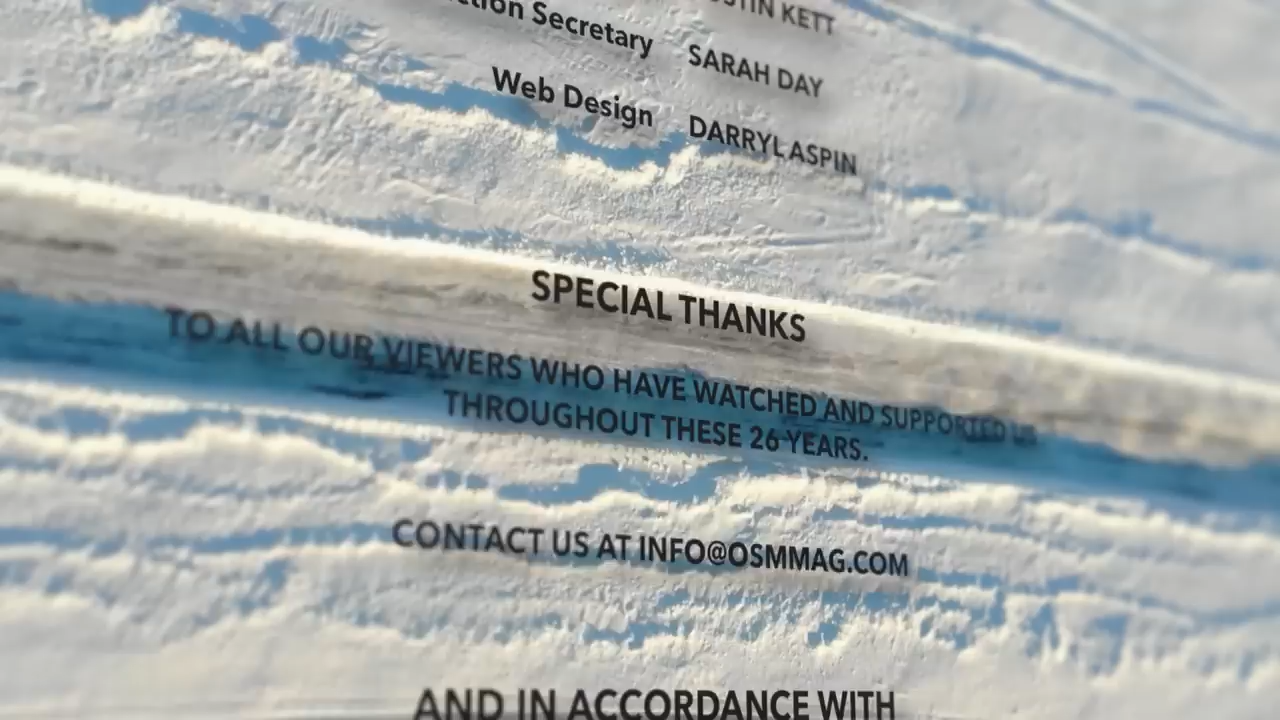 KETT
Secretary SARAH DAY
Web Design DARRYL ASPIN
SPECIAL THANKS
TO ALL OUR VIEWERS WHO HAVE WATCHED AND SUPPORTED US
THROUGHOUT THESE 26 YEARS.
CONTACT US AT INFO@OSMMAG.COM
AND IN ACCORDANCE WITH